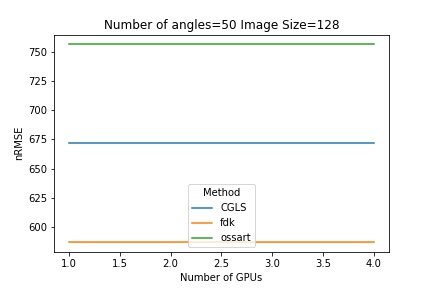 Number of angles=50 Image Size=128
nRMSE
750
725
700
675
650
625
600
Method
CGLS
fdk
ossart
1.0 1.5 2.0 2.5 3.0 3.5 4.0
Number of GPUs